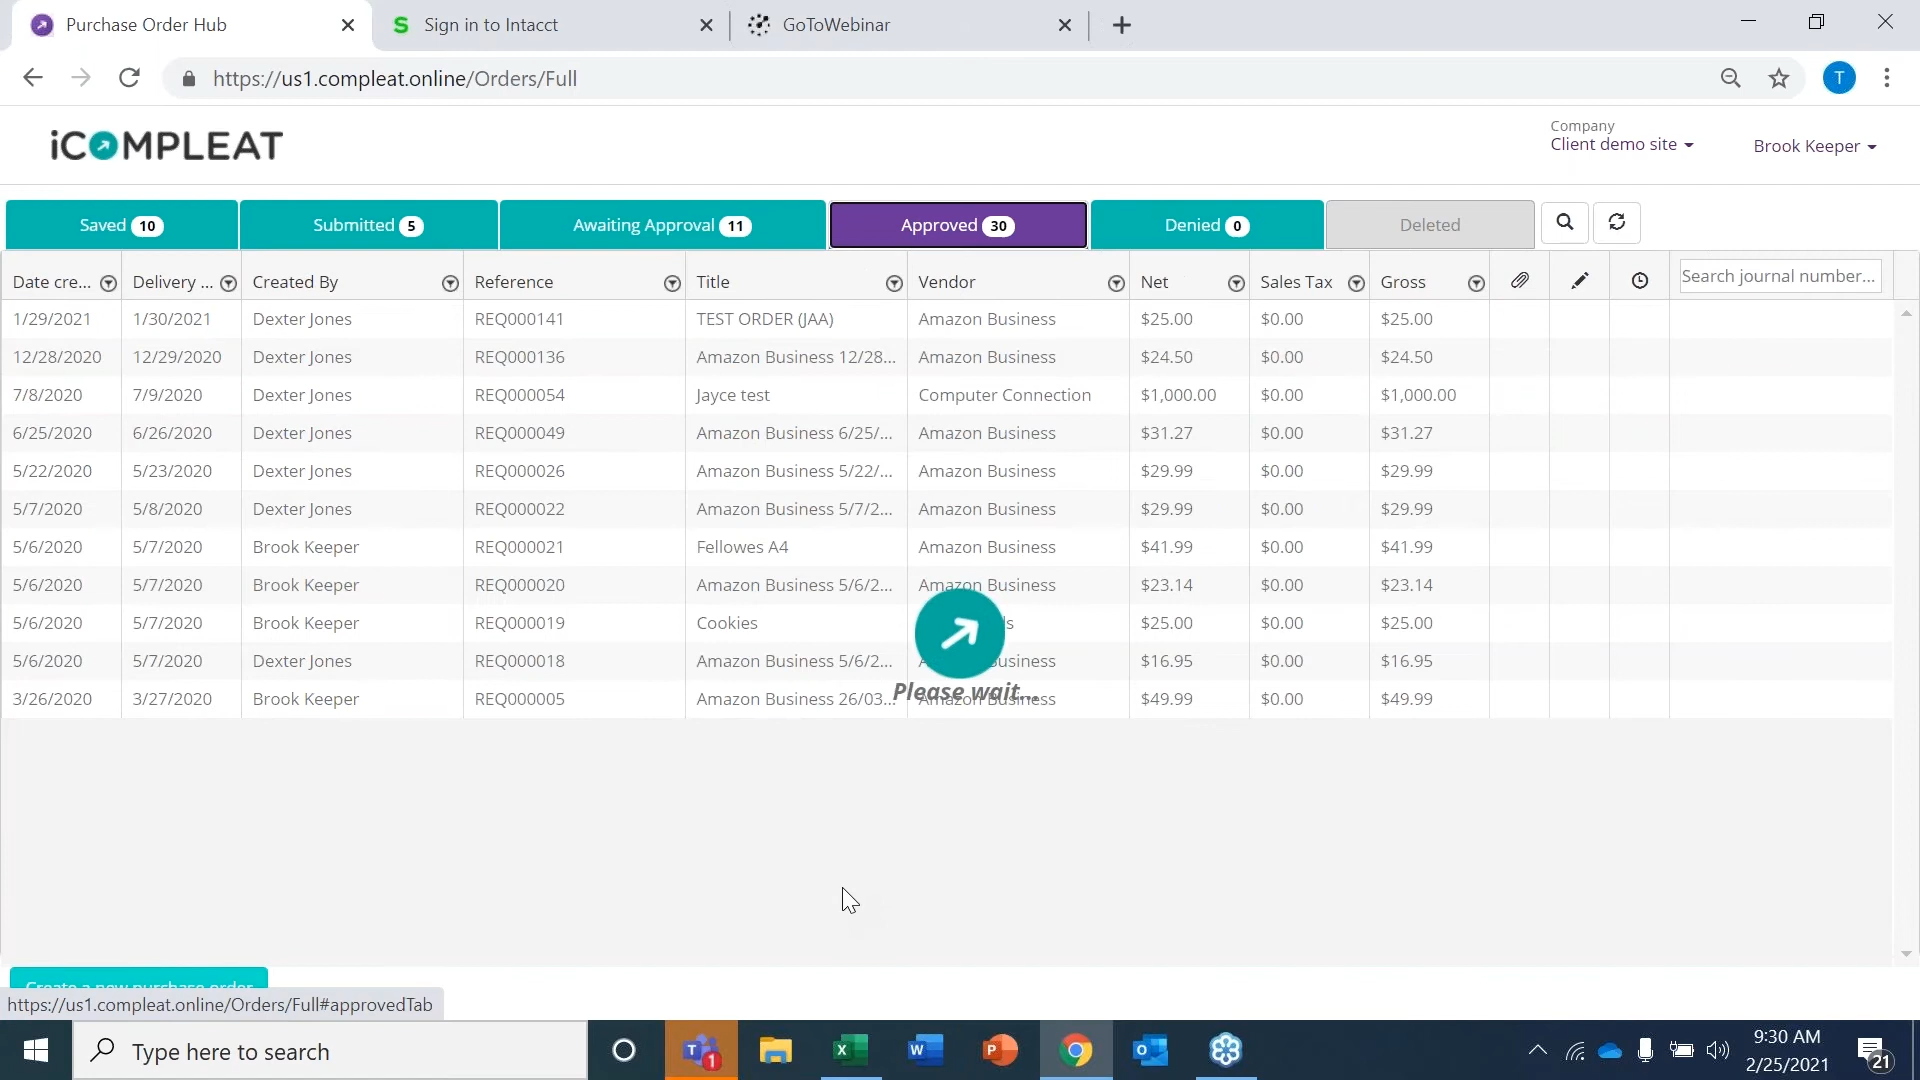 Purchase Order Hub
Sign in to Intacct
GoToWebinar
https://us1.compleat.online/Orders/Full
T
iCOMPLEAT
Company
Client demo site
Brook Keeper
Saved 10
Submitted 5
Awaiting Approval 11
Approved 30
Denied 0
Deleted
Date cre... Delivery ... Created By Reference Title Vendor Net Sales Tax Gross Search journal number...
1/29/2021 1/30/2021 Dexter Jones REQ000141 TEST ORDER (JAA) Amazon Business $25.00 $0.00 $25.00
12/28/2020 12/29/2020 Dexter Jones REQ000136 Amazon Business 12/28... Amazon Business $24.50 $0.00 $24.50
7/8/2020 7/9/2020 Dexter Jones REQ000054 Jayce test Computer Connection $1,000.00 $0.00 $1,000.00
6/25/2020 6/26/2020 Dexter Jones REQ000049 Amazon Business 6/25/... Amazon Business $31.27 $0.00 $31.27
5/22/2020 5/23/2020 Dexter Jones REQ000026 Amazon Business 5/22/... Amazon Business $29.99 $0.00 $29.99
5/7/2020 5/8/2020 Dexter Jones REQ000022 Amazon Business 5/7/2... Amazon Business $29.99 $0.00 $29.99
5/6/2020 5/7/2020 Brook Keeper REQ000021 Fellowes A4 Amazon Business $41.99 $0.00 $41.99
5/6/2020 5/7/2020 Brook Keeper REQ000020 Amazon Business 5/6/2... Amazon Business $23.14 $0.00 $23.14
5/6/2020 5/7/2020 Brook Keeper REQ000019 Cookies $25.00 $0.00 $25.00
5/6/2020 5/7/2020 Dexter Jones REQ000018 Amazon Business 5/6/2... Business $16.95 $0.00 $16.95
3/26/2020 3/27/2020 Brook Keeper REQ000005 Amazon Business 26/03... Amazon Business $49.99 $0.00 $49.99
Please wait...
Create a new purchase order
https://us1.compleat.online/Orders/Full#approvedTab
Type here to search
9:30 AM
2/25/2021
21